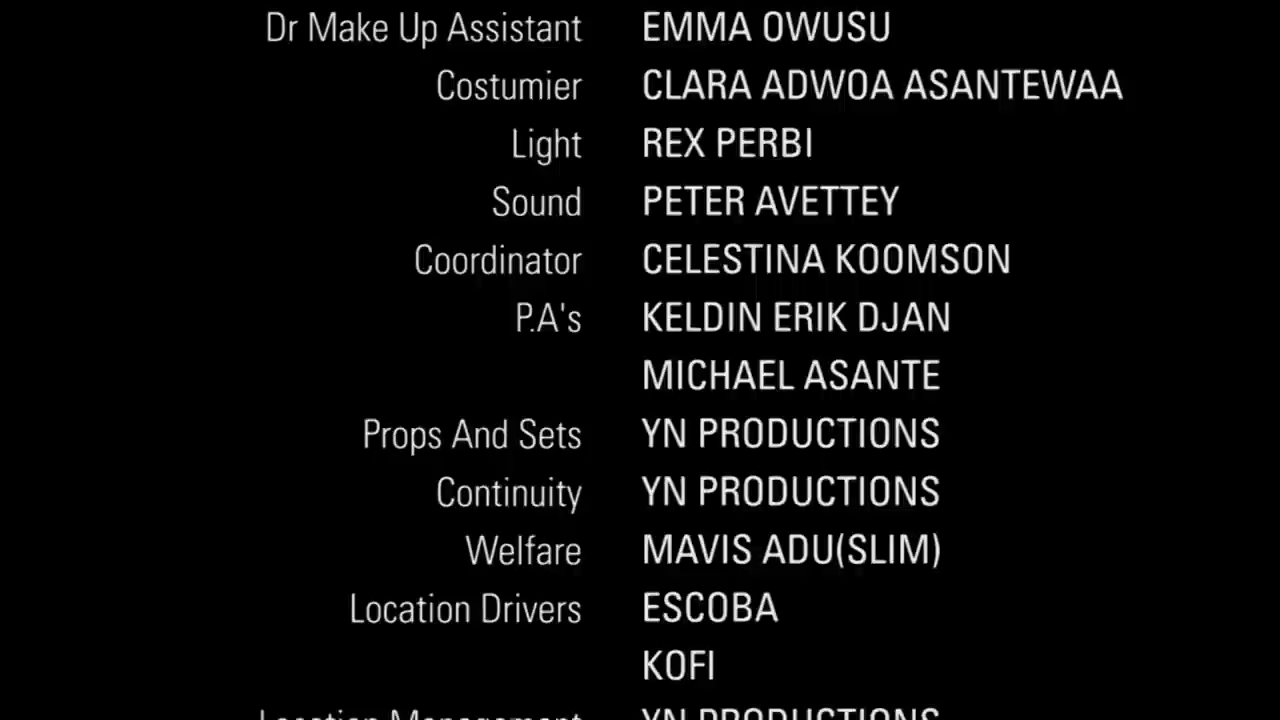 Dr Make Up Assistant EMMA OWUSU
Costumier CLARA ADWOA ASANTEWAA
Light REX PERBI
Sound PETER AVETTEY
Coordinator CELESTINA KOOMSON
P.A's KELDIN ERIK DJAN
MICHAEL ASANTE
Props And Sets YN PRODUCTIONS
Continuity YN PRODUCTIONS
Welfare MAVIS ADU(SLIM)
Location Drivers ESCOBA
KOFI
Location Management YN PRODUCTIONS